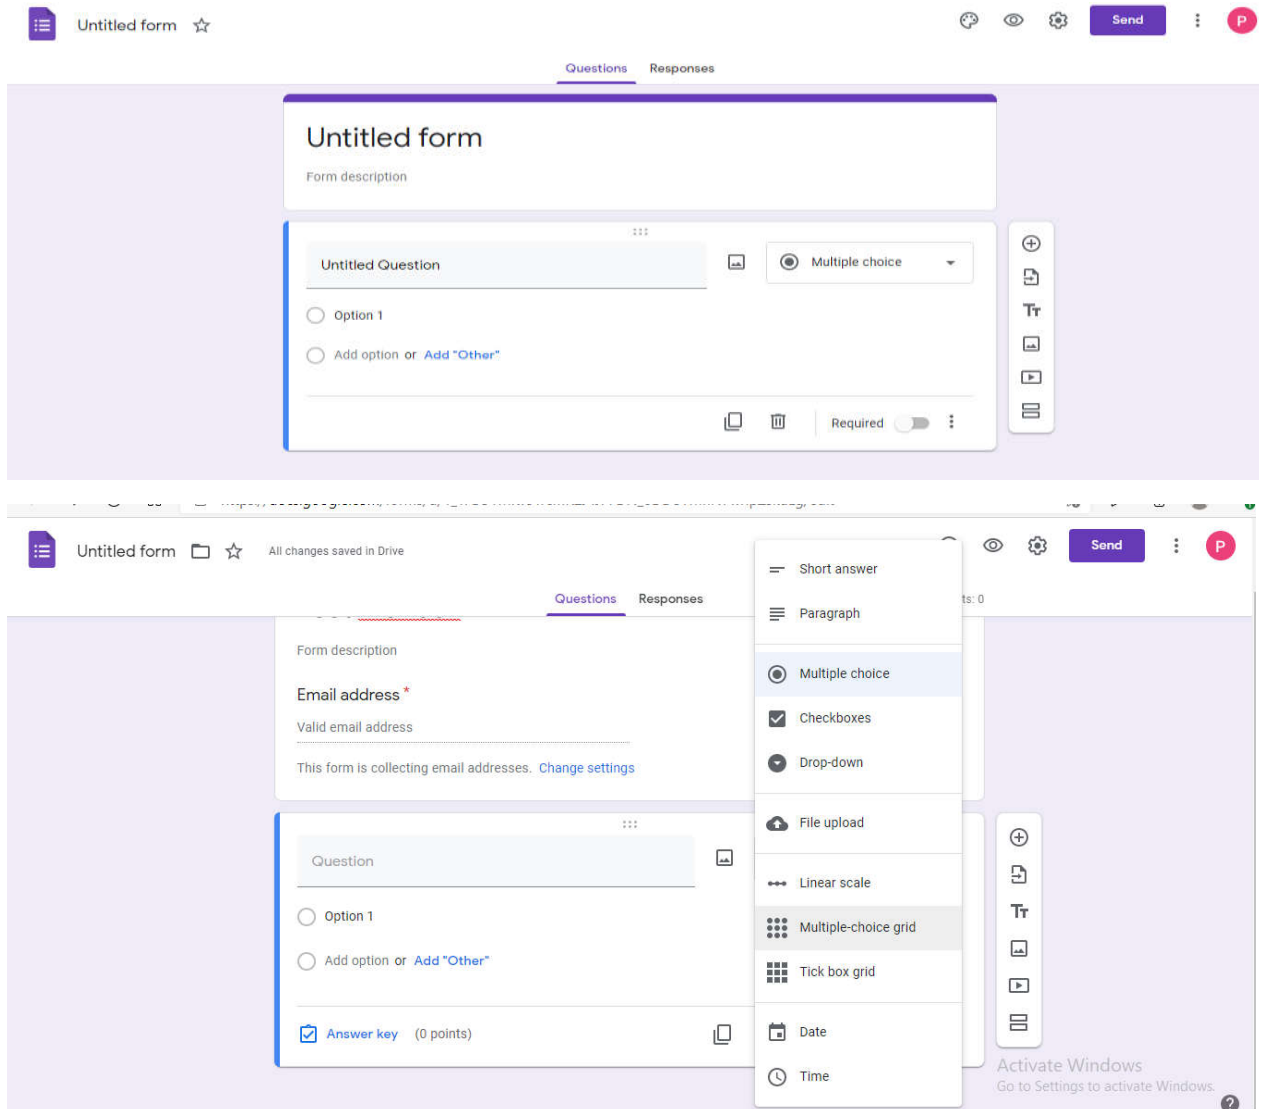 Untitled form
Send
P
Questions Responses
Untitled form
Form description
Untitled Question
Multiple choice
Option 1
Add option or Add "Other"
Tт
Required
Untitled form
All changes saved in Drive
Send
P
Questions Responses
ts: 0
Form description
Email address *
Valid email address
This form is collecting email addresses. Change settings
Question
Option 1
Add option or Add "Other"
Answer key (0 points)
Short answer
Paragraph
Multiple choice
Checkboxes
Drop-down
File upload
Linear scale
Multiple-choice grid
Tick box grid
Date
Time
Tт
Activate Windows
Go to Settings to activate Windows.